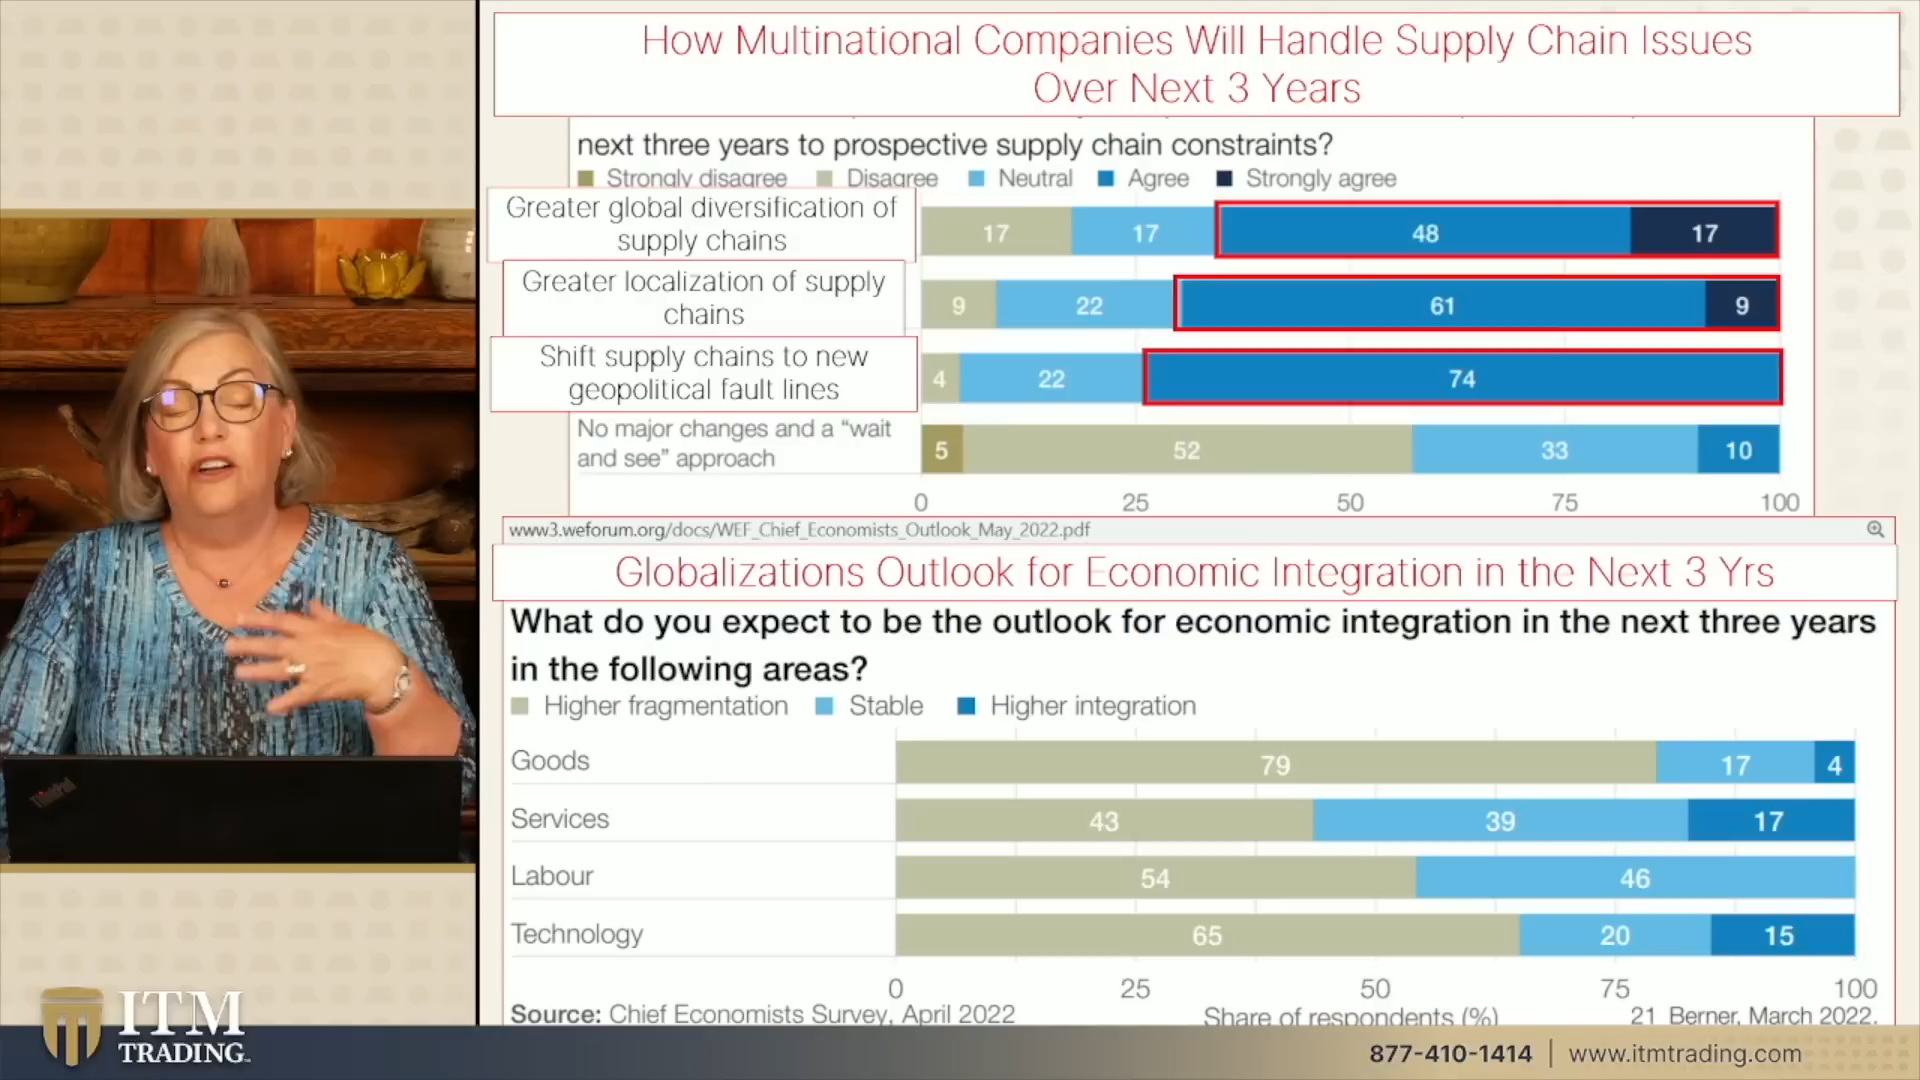 How Multinational Companies Will Handle Supply Chain Issues
Over Next 3 Years
next three years to prospective supply chain constraints?
Strongly disagree Disagree Neutral Agree Strongly agree
Greater global diversification of
supply chains
17 17 48 17
Greater localization of supply
chains
9 22 61 9
Shift supply chains to new
geopolitical fault lines
4 22 74
No major changes and a “wait
and see” approach
5 52 33 10
0 25 50 75 100
www3.weforum.org/docs/WEF_Chief_Economists_Outlook_May_2022.pdf
Globalizations Outlook for Economic Integration in the Next 3 Yrs
What do you expect to be the outlook for economic integration in the next three years
in the following areas?
Higher fragmentation Stable Higher integration
Goods 79 17 4
Services 43 39 17
Labour 54 46
Technology 65 20 15
0 25 50 75 100
Source: Chief Economists Survey, April 2022 Share of respondents (%) 21 Berner, March 2022.
ThinkPad
ITM
TRADING
877-410-1414 | www.itmtrading.com